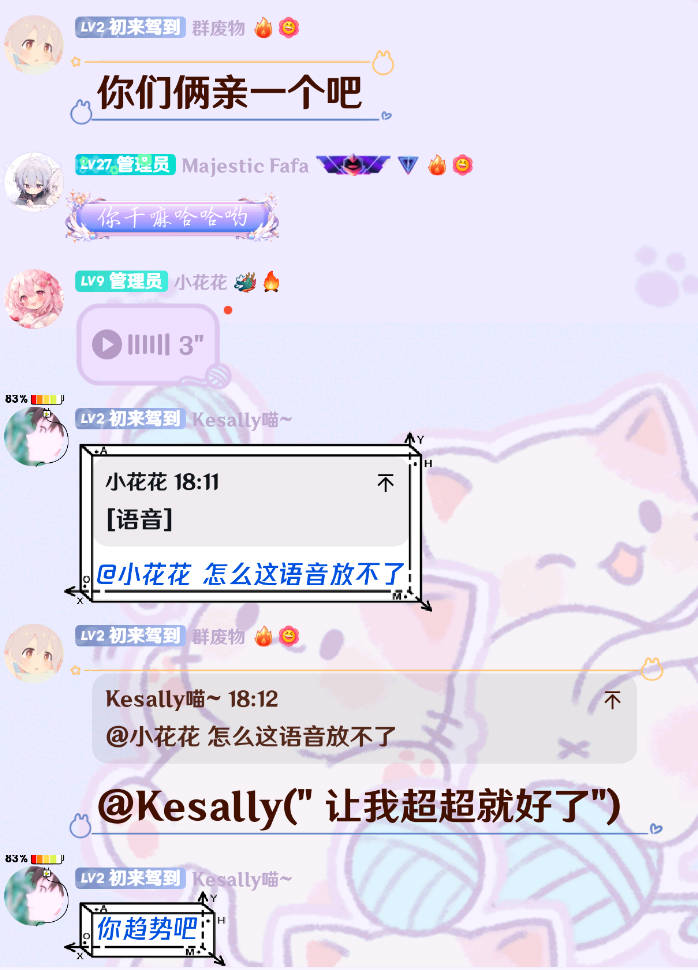 LV2 初来驾到 群废物
你们俩亲一个吧
LV27 管理员 Majestic Fafa
你干嘛哈哈哟
LV9 管理员 小花花
3"
83%
LV2 初来驾到 Kesally喵~
A
Y
H
小花花 18:11
[语音]
@小花花 怎么这语音放不了
O
M
X
LV2 初来驾到 群废物
Kesally喵~ 18:12
@小花花 怎么这语音放不了
@Kesally(" 让我超超就好了")
83%
LV2 初来驾到 Kesally喵~
A
Y
H
你趋势吧
O
M
X